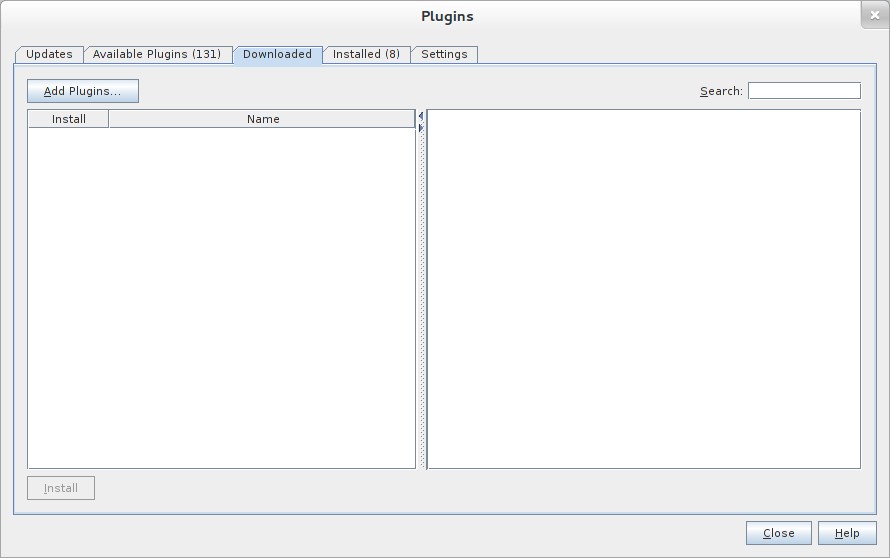 Plugins
Updates Available Plugins (131) Downloaded Installed (8) Settings
Add Plugins... Search:
Install Name
Install
Close Help